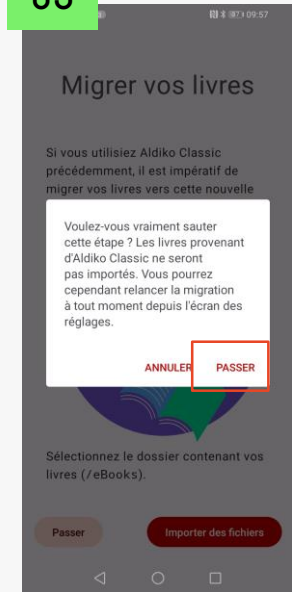 09:57
Migrer vos livres
Si vous utilisiez Aldiko Classic
précédemment, il est impératif de
migrer vos livres vers cette nouvelle
Voulez-vous vraiment sauter
cette étape ? Les livres provenant
d'Aldiko Classic ne seront
pas importés. Vous pourrez
cependant relancer la migration
à tout moment depuis l'écran des
réglages.
ANNULER PASSER
Sélectionnez le dossier contenant vos
livres (/eBooks).
Passer Importer des fichiers